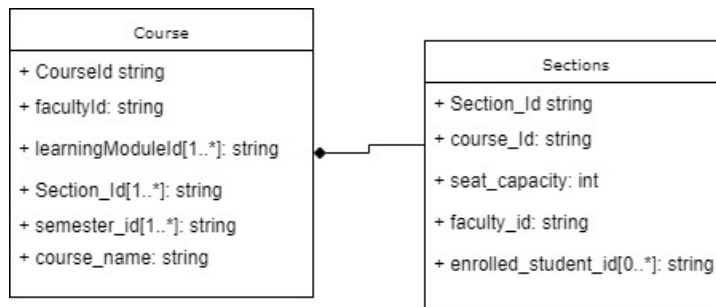 Course
+ CourseId string
+ facultyId: string
+ learningModuleId[1..*]: string
+ Section_Id[1..*]: string
+ semester_id[1..*]: string
+ course_name: string
Sections
+ Section_Id string
+ course_Id: string
+ seat_capacity: int
+ faculty_id: string
+ enrolled_student_id[0..*]: string